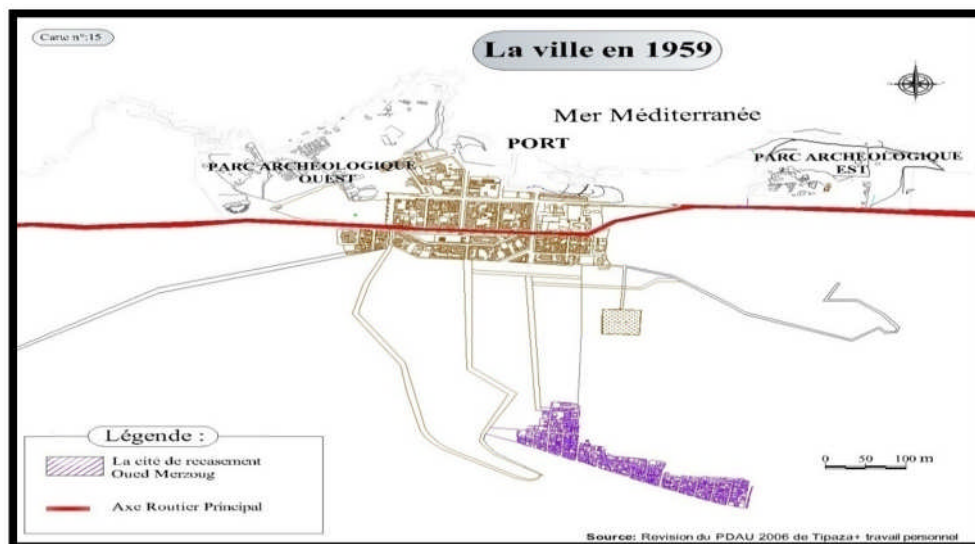 Carte n°:15
La ville en 1959
Mer Méditerranée
PORT
PARC ARCHEOLOGIQUE
OUEST
PARC ARCHEOLOGIQUE
EST
Légende :
La cité de recasement
Oued Merzoug
Axe Routier Principal
0 50 100 m
Source: Revision du PDAU 2006 de Tipaza+ travail personnel